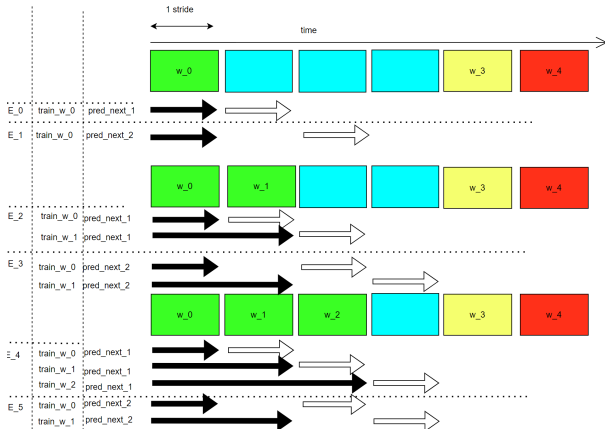 1 stride
time
w_0 w_3 w_4
E_0 train_w_0 pred_next_1
E_1 train_w_0 pred_next_2
w_0 w_1 w_3 w_4
E_2 train_w_0 pred_next_1
train_w_1 pred_next_1
E_3 train_w_0 pred_next_2
train_w_1 pred_next_2
w_0 w_1 w_2 w_3 w_4
E_4 train_w_0 pred_next_1
train_w_1 pred_next_1
train_w_2 pred_next_1
E_5 train_w_0 pred_next_2
train_w_1 pred_next_2